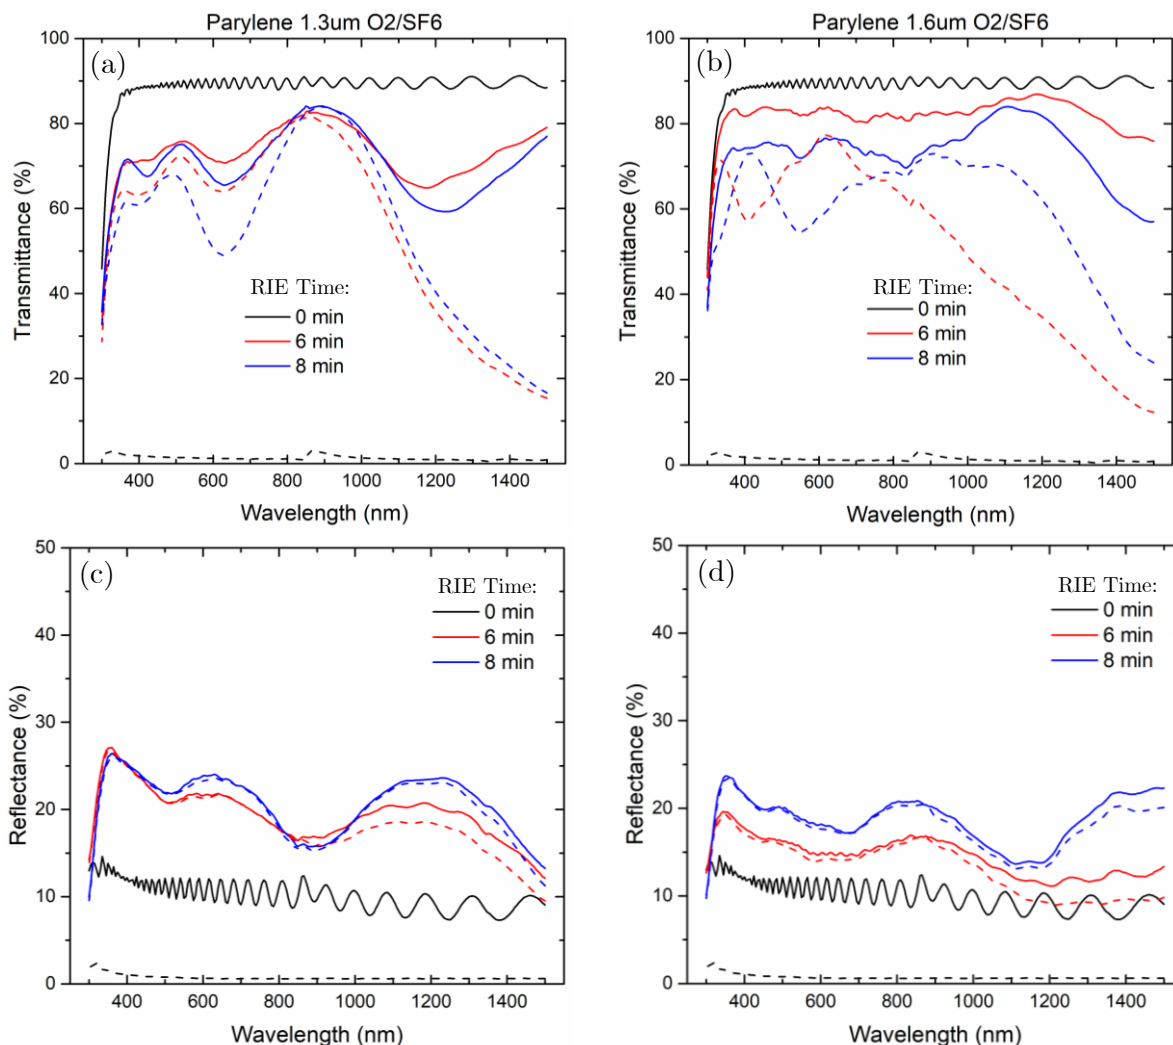 Parylene 1.3um O2/SF6
(a)
100
80
60
40
20
0
Transmittance (%)
RIE Time:
0 min
6 min
8 min
400 600 800 1000 1200 1400
Wavelength (nm)
Parylene 1.6um O2/SF6
(b)
100
80
60
40
20
0
Transmittance (%)
RIE Time:
0 min
6 min
8 min
400 600 800 1000 1200 1400
Wavelength (nm)
(c)
50
40
30
20
10
0
Reflectance (%)
RIE Time:
0 min
6 min
8 min
400 600 800 1000 1200 1400
Wavelength (nm)
(d)
50
40
30
20
10
0
Reflectance (%)
RIE Time:
0 min
6 min
8 min
400 600 800 1000 1200 1400
Wavelength (nm)